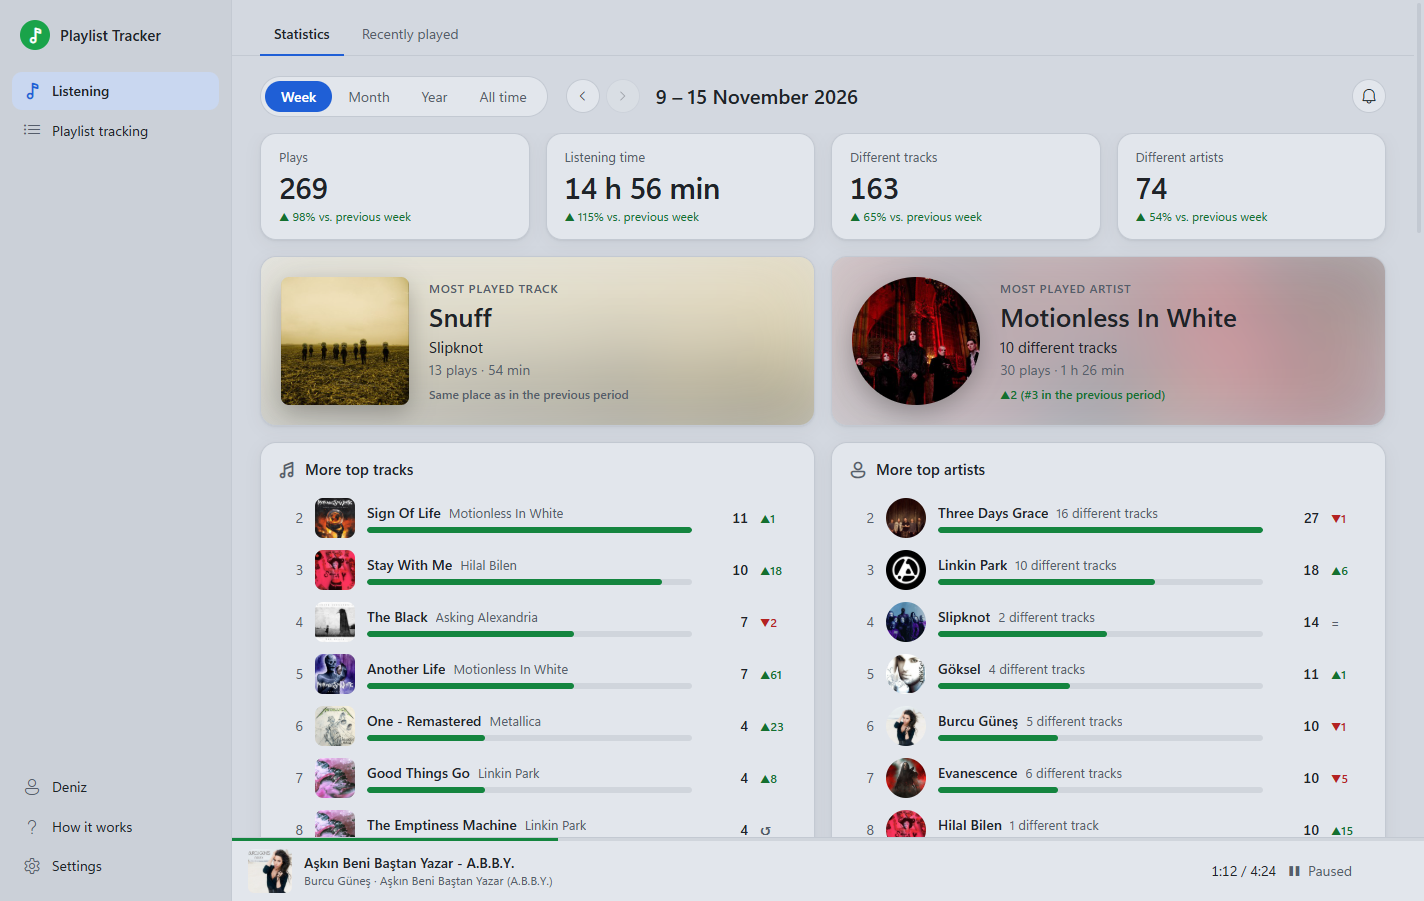 Playlist Tracker
Listening
Playlist tracking
Deniz
How it works
Settings
Statistics
Recently played
Week
Month
Year
All time
9 – 15 November 2026
Plays
269
▲ 98% vs. previous week
Listening time
14 h 56 min
▲ 115% vs. previous week
Different tracks
163
▲ 65% vs. previous week
Different artists
74
▲ 54% vs. previous week
MOST PLAYED TRACK
Snuff
Slipknot
13 plays · 54 min
Same place as in the previous period
MOST PLAYED ARTIST
Motionless In White
10 different tracks
30 plays · 1 h 26 min
▲2 (#3 in the previous period)
More top tracks
2 Sign Of Life Motionless In White 11 ▲1
3 Stay With Me Hilal Bilen 10 ▲18
4 The Black Asking Alexandria 7 ▼2
5 Another Life Motionless In White 7 ▲61
6 One - Remastered Metallica 4 ▲23
7 Good Things Go Linkin Park 4 ▲8
8 The Emptiness Machine Linkin Park 4 ↺
More top artists
2 Three Days Grace 16 different tracks 27 ▼1
3 Linkin Park 10 different tracks 18 ▲6
4 Slipknot 2 different tracks 14 =
5 Göksel 4 different tracks 11 ▲1
6 Burcu Güneş 5 different tracks 10 ▼1
7 Evanescence 6 different tracks 10 ▼5
8 Hilal Bilen 1 different track 10 ▲15
Aşkın Beni Baştan Yazar - A.B.B.Y.
Burcu Güneş · Aşkın Beni Baştan Yazar (A.B.B.Y.)
1:12 / 4:24 Paused